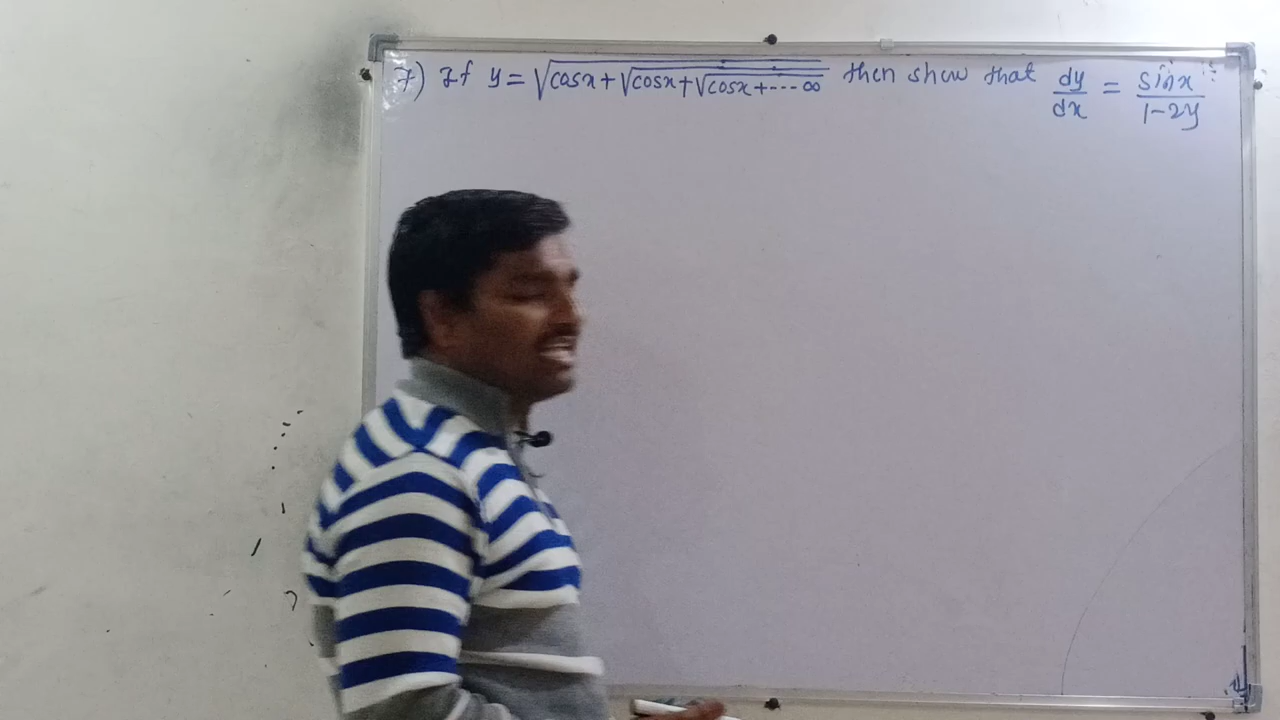 7) If y = √cosx + √cosx + √cosx + ---- ∞ then show that dy/dx = sinx/1-2y